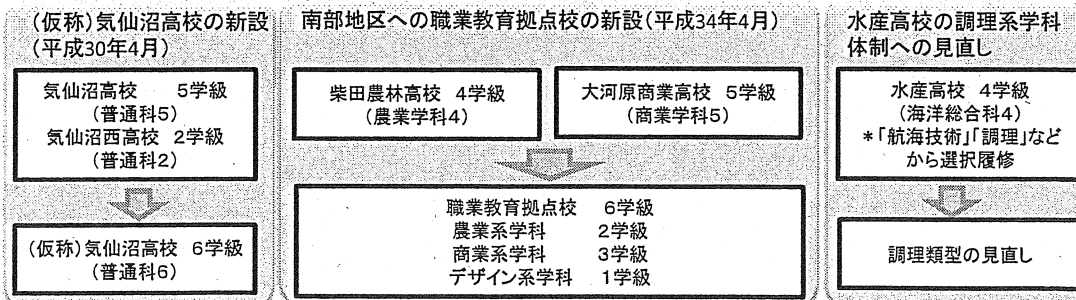 (仮称)気仙沼高校の新設
(平成30年4月)
気仙沼高校 5学級
(普通科5)
気仙沼西高校 2学級
(普通科2)
(仮称)気仙沼高校 6学級
(普通科6)
南部地区への職業教育拠点校の新設(平成34年4月)
柴田農林高校 4学級
(農業学科4)
大河原商業高校 5学級
(商業学科5)
職業教育拠点校 6学級
農業系学科 2学級
商業系学科 3学級
デザイン系学科 1学級
水産高校の調理系学科
体制への見直し
水産高校 4学級
(海洋総合科4)
*「航海技術」「調理」など
から選択履修
調理類型の見直し